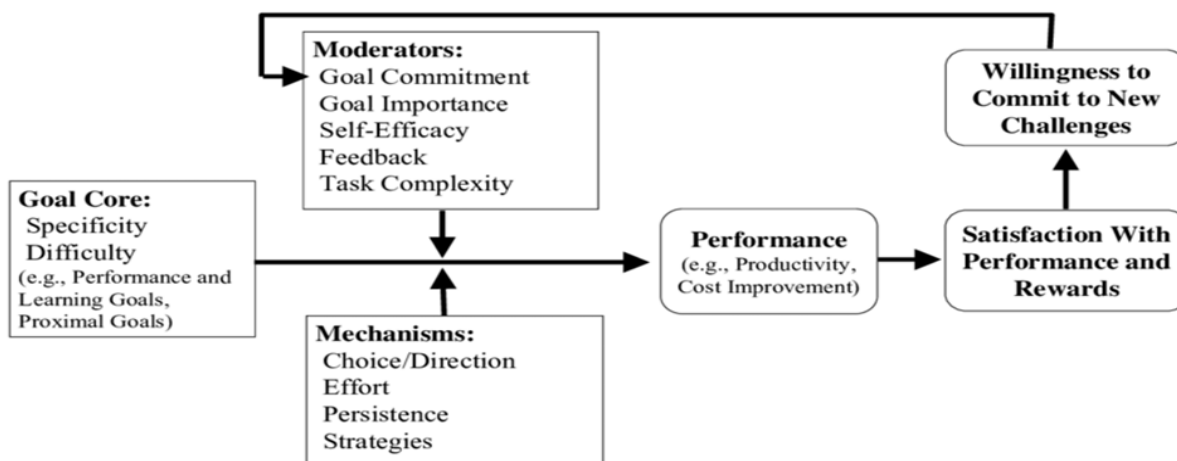 Moderators:
Goal Commitment
Goal Importance
Self-Efficacy
Feedback
Task Complexity
Willingness to
Commit to New
Challenges
Goal Core:
Specificity
Difficulty
(e.g., Performance and
Learning Goals,
Proximal Goals)
Performance
(e.g., Productivity,
Cost Improvement)
Satisfaction With
Performance and
Rewards
Mechanisms:
Choice/Direction
Effort
Persistence
Strategies